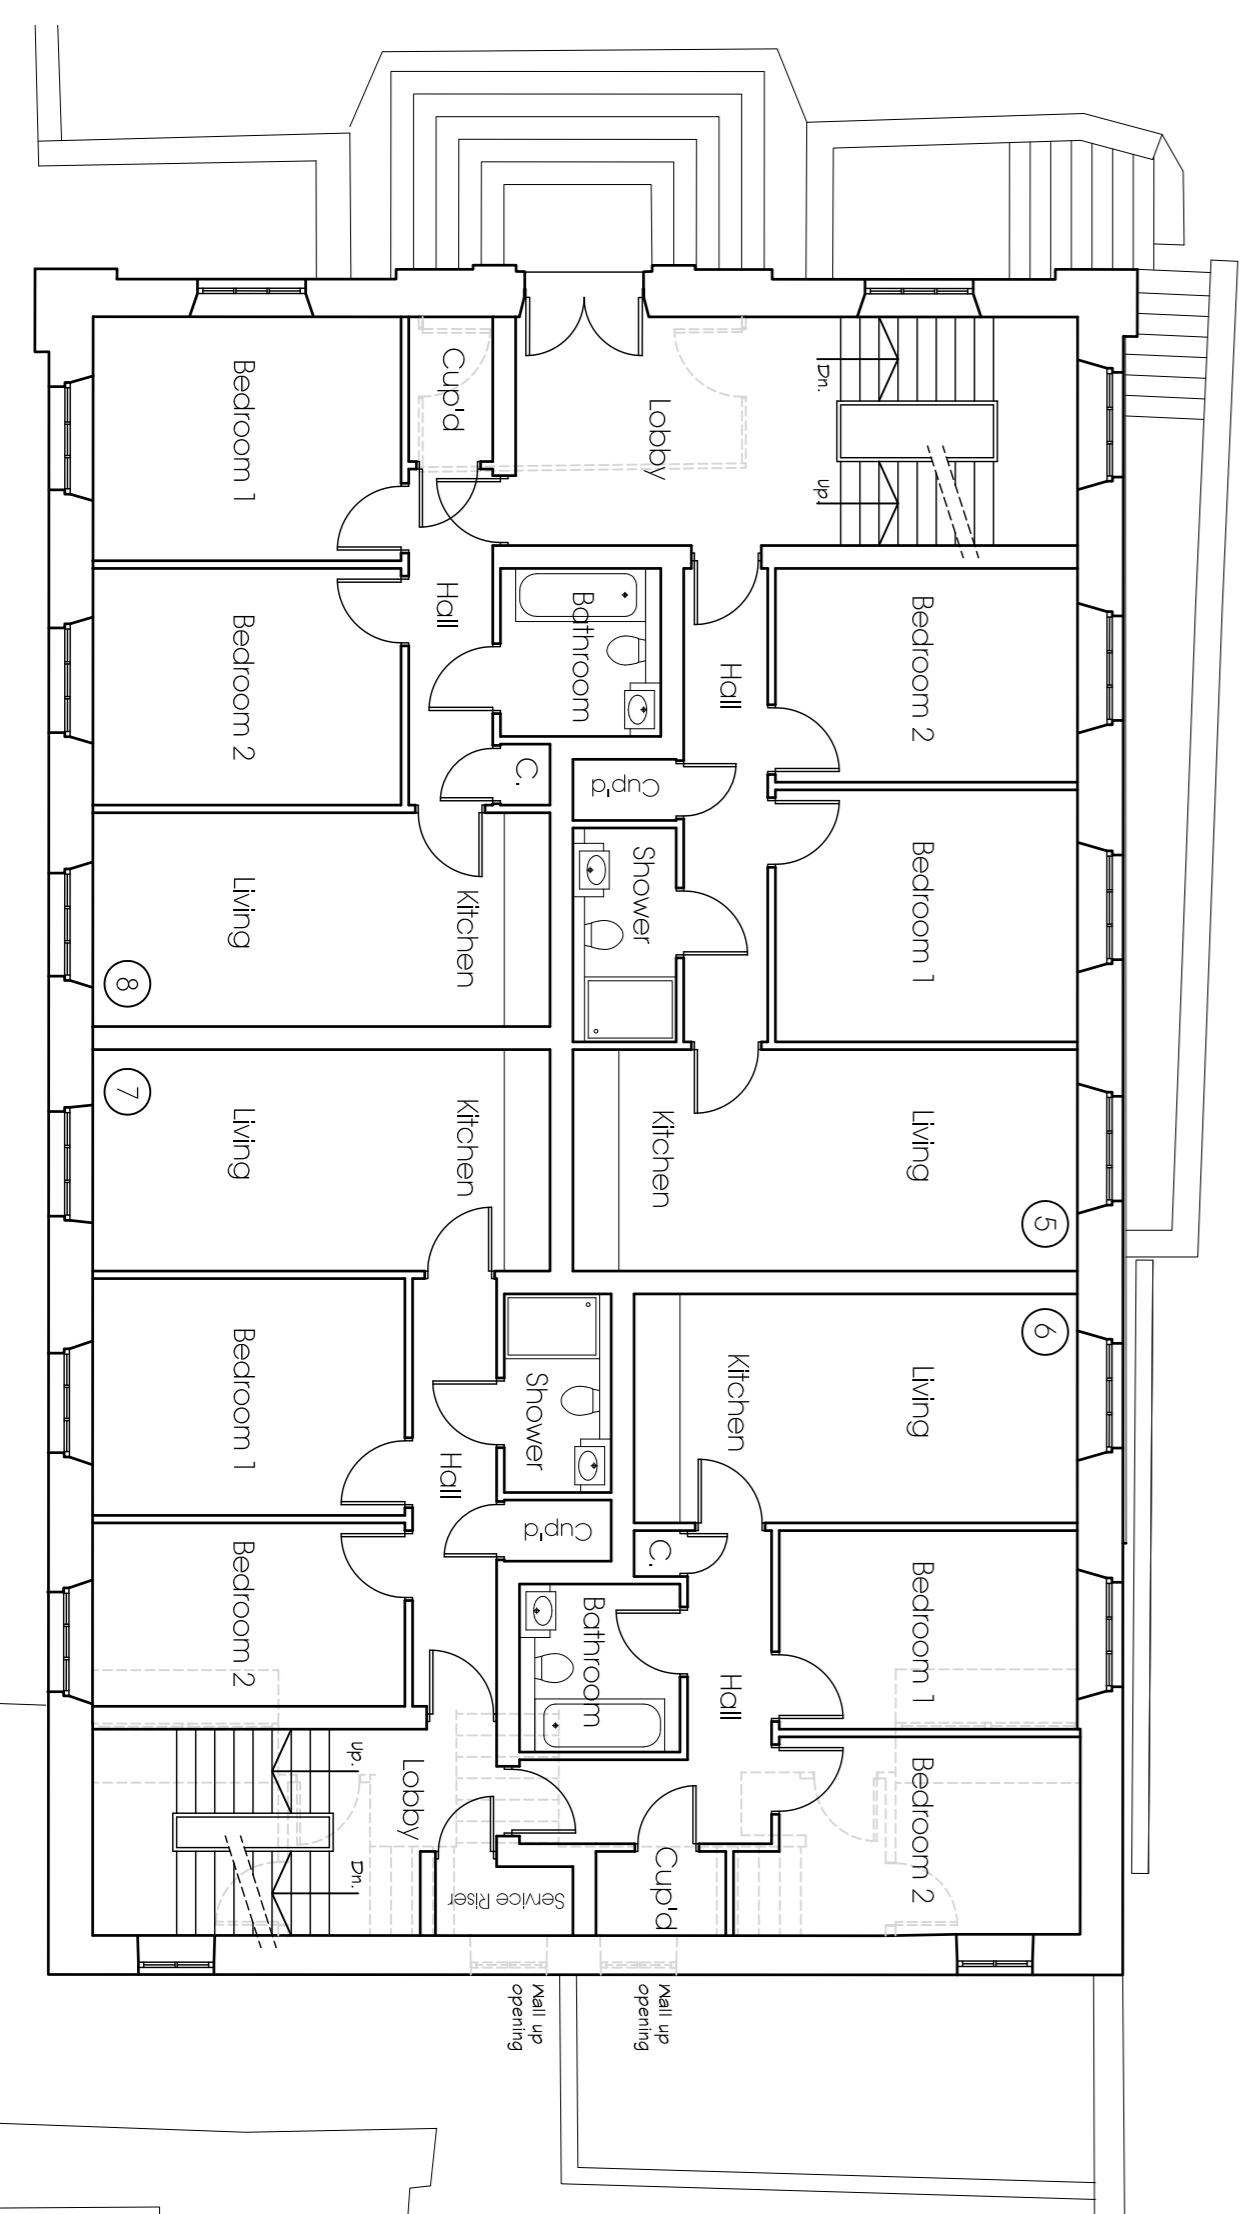 Bedroom 1
Cup'd
Lobby
Dn.
up.
Bedroom 2
Hall
Bathroom
Hall
Bedroom 2
C.
Cup'd
Living
Kitchen
Shower
Bedroom 1
8
7
Living
Kitchen
Kitchen
Living
5
6
Bedroom 1
Hall
Shower
Kitchen
Living
Cup'd
C.
Bedroom 2
Bathroom
Hall
Bedroom 1
up.
Lobby
Dn.
Service Riser
Cup'd
Bedroom 2
Wall up
opening
Wall up
opening